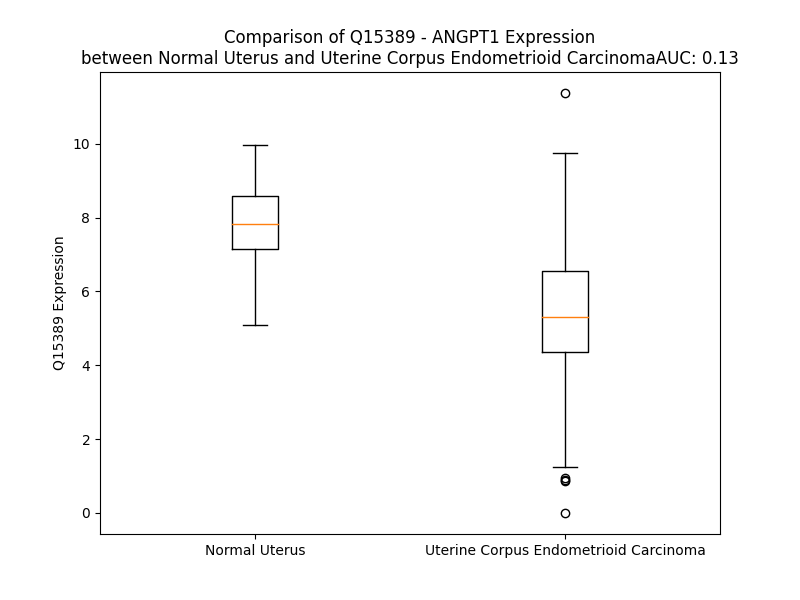 Comparison of Q15389 - ANGPT1 Expression
between Normal Uterus and Uterine Corpus Endometrioid CarcinomaAUC: 0.13
Q15389 Expression
10
8
6
4
2
0
Normal Uterus
Uterine Corpus Endometrioid Carcinoma